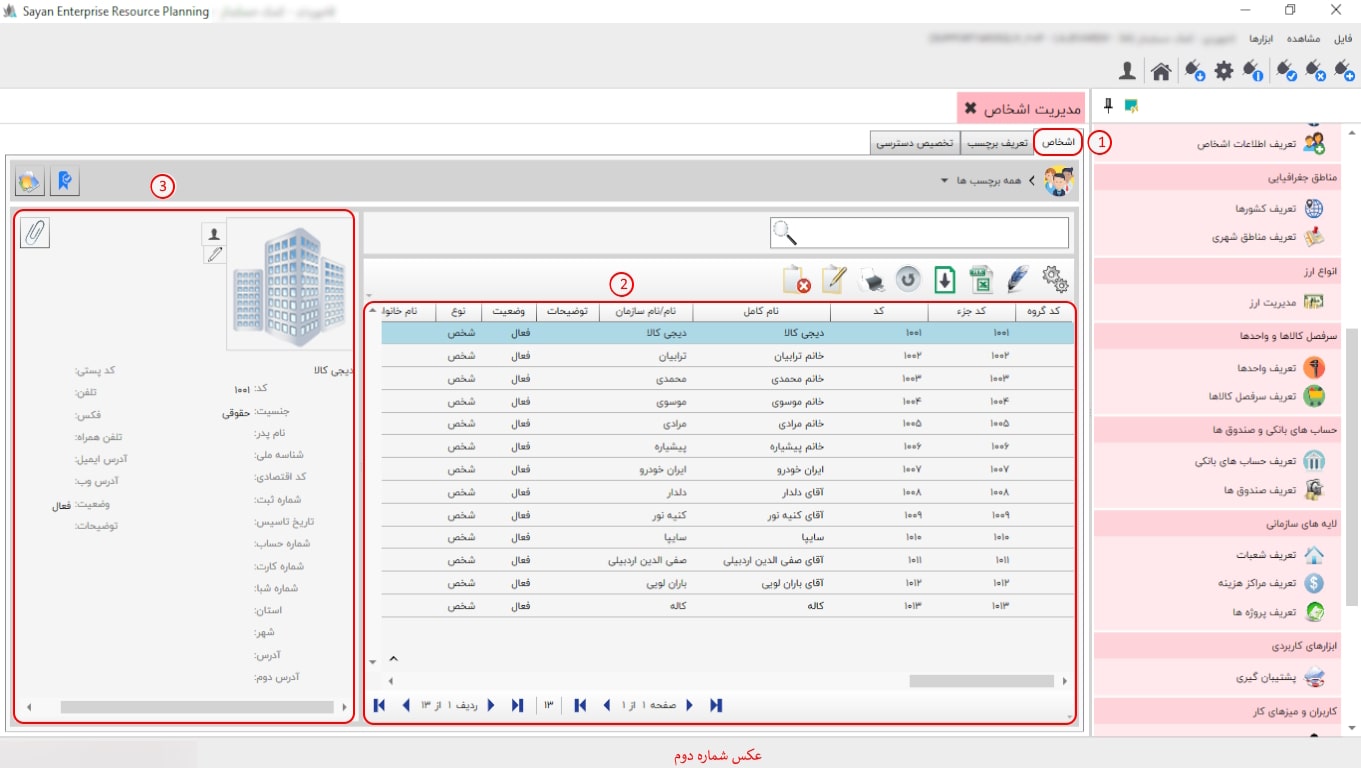 Sayan Enterprise Resource Planning
فایل مشاهده ابزارها
مدیریت اشخاص
اشخاص تعریف برچسب تخصیص دسترسی
1
همه برچسب ها
3
2
کد گروه کد جزء کد نام کامل نام/نام سازمان توضیحات وضعیت نوع نام خانواد
۱۰۰۱ ۱۰۰۱ دیجی کالا دیجی کالا فعال شخص
۱۰۰۲ ۱۰۰۲ خانم ترابیان ترابیان فعال شخص
۱۰۰۳ ۱۰۰۳ خانم محمدی محمدی فعال شخص
۱۰۰۴ ۱۰۰۴ خانم موسوی موسوی فعال شخص
۱۰۰۵ ۱۰۰۵ خانم مرادی مرادی فعال شخص
۱۰۰۶ ۱۰۰۶ خانم پیشیاره پیشیاره فعال شخص
۱۰۰۷ ۱۰۰۷ ایران خودرو ایران خودرو فعال شخص
۱۰۰۸ ۱۰۰۸ آقای دلدار دلدار فعال شخص
۱۰۰۹ ۱۰۰۹ آقای کنیه نور کنیه نور فعال شخص
۱۰۱۰ ۱۰۱۰ سایپا سایپا فعال شخص
۱۰۱۱ ۱۰۱۱ آقای صفی الدین اردبیلی صفی الدین اردبیلی فعال شخص
۱۰۱۲ ۱۰۱۲ آقای باران لویی باران لویی فعال شخص
۱۰۱۳ ۱۰۱۳ کاله کاله فعال شخص
صفحه ۱ از ۱
۱۳
ردیف ۱ از ۱۳
دیجی کالا
کد: ۱۰۰۱
جنسیت: حقوقی
نام پدر:
شناسه ملی:
کد اقتصادی:
شماره ثبت:
تاریخ تاسیس:
شماره حساب:
شماره کارت:
شماره شبا:
استان:
شهر:
آدرس:
آدرس دوم:
کد پستی:
تلفن:
فکس:
تلفن همراه:
آدرس ایمیل:
آدرس وب:
وضعیت: فعال
توضیحات:
تعریف اطلاعات اشخاص
مناطق جغرافیایی
تعریف کشورها
تعریف مناطق شهری
انواع ارز
مدیریت ارز
سرفصل کالاها و واحدها
تعریف واحدها
تعریف سرفصل کالاها
حساب های بانکی و صندوق ها
تعریف حساب های بانکی
تعریف صندوق ها
لایه های سازمانی
تعریف شعبات
تعریف مراکز هزینه
تعریف پروژه ها
ابزارهای کاربردی
پشتیبان گیری
کاربران و میزهای کار
عکس شماره دوم